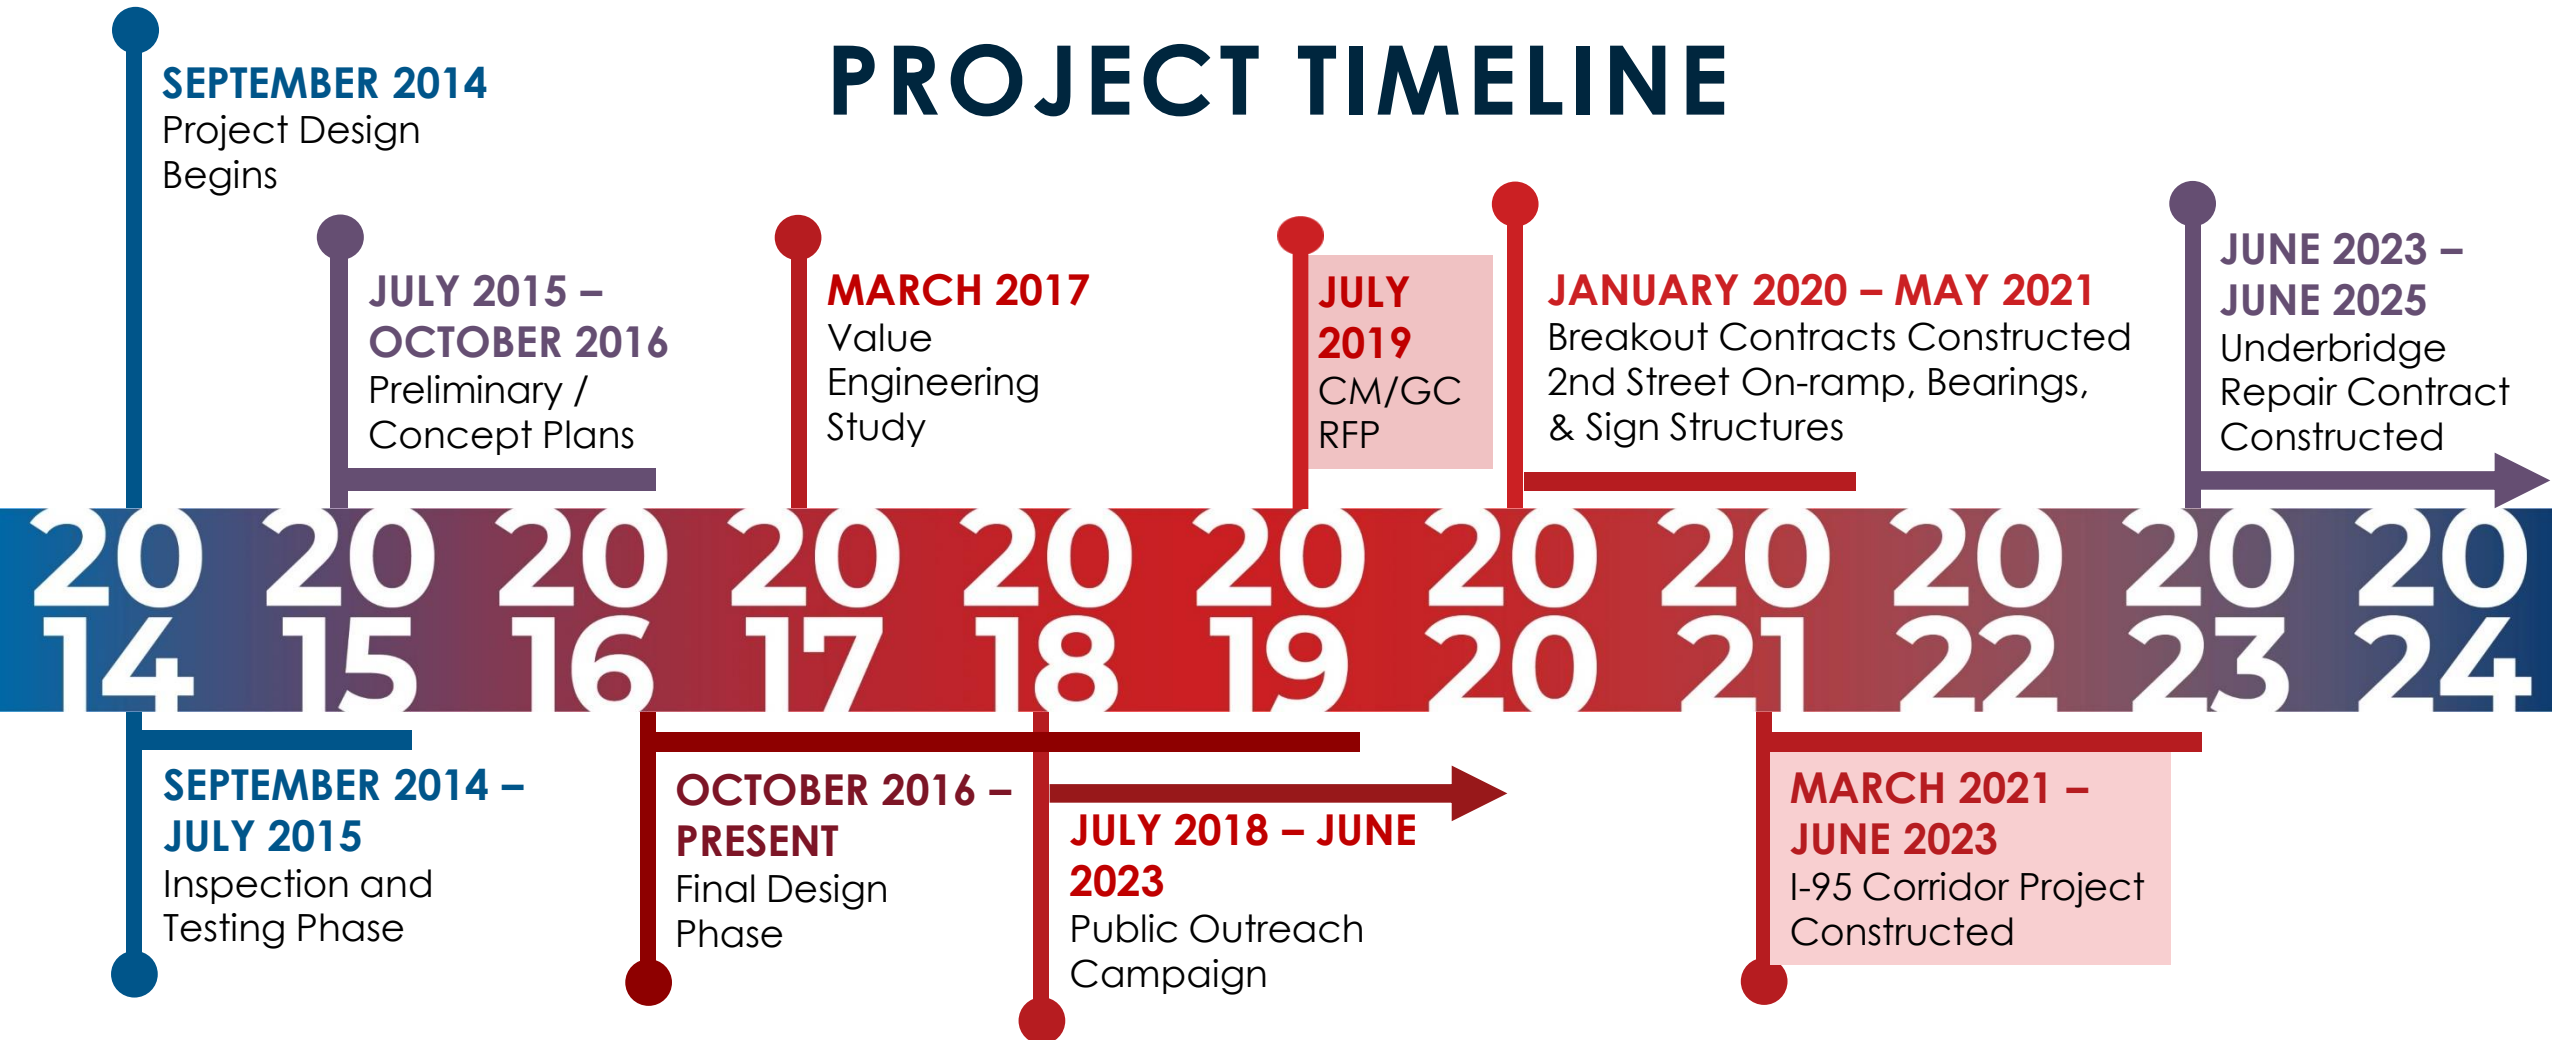 PROJECT TIMELINE
SEPTEMBER 2014
Project Design
Begins
JULY 2015 –
OCTOBER 2016
Preliminary /
Concept Plans
MARCH 2017
Value
Engineering
Study
JULY
2019
CM/GC
RFP
JANUARY 2020 – MAY 2021
Breakout Contracts Constructed
2nd Street On-ramp, Bearings,
& Sign Structures
JUNE 2023 –
JUNE 2025
Underbridge
Repair Contract
Constructed
20 20 20 20 20 20 20 20 20 20 20
14 15 16 17 18 19 20 21 22 23 24
SEPTEMBER 2014 –
JULY 2015
Inspection and
Testing Phase
OCTOBER 2016 –
PRESENT
Final Design
Phase
JULY 2018 – JUNE
2023
Public Outreach
Campaign
MARCH 2021 –
JUNE 2023
I-95 Corridor Project
Constructed